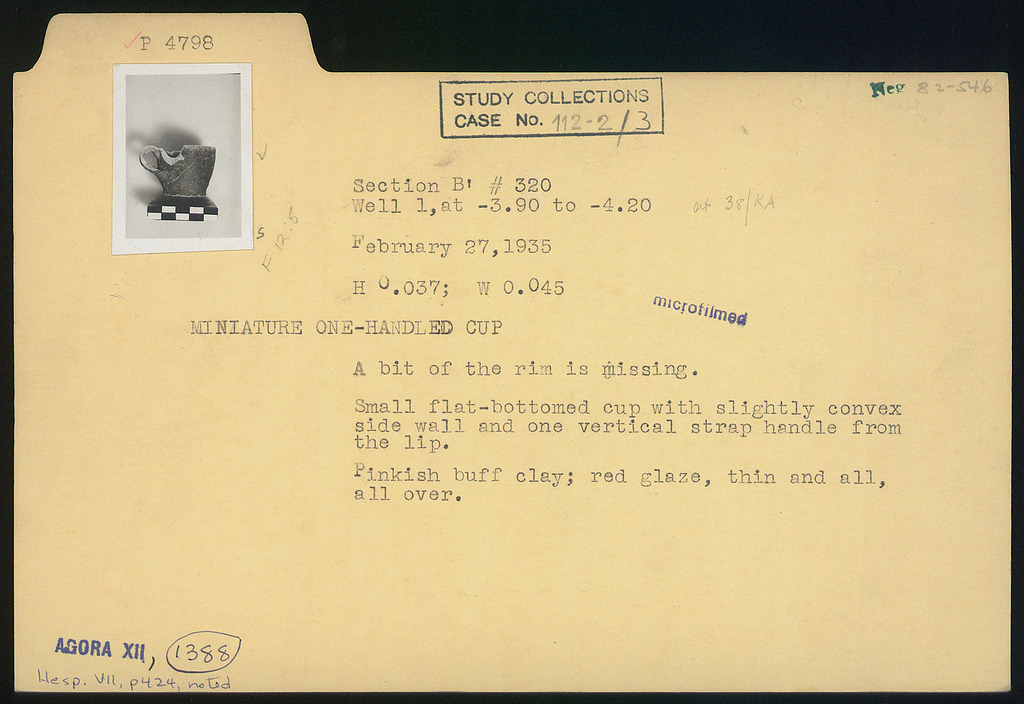 P 4798
STUDY COLLECTIONS
CASE No. 112-2/3
Neg 82-546
Section B' # 320
Well 1,at -3.90 to -4.20
at 38/KA
February 27,1935
H 0.037; W 0.045
microfilmed
MINIATURE ONE-HANDLED CUP
A bit of the rim is missing.
Small flat-bottomed cup with slightly convex
side wall and one vertical strap handle from
the lip.
Pinkish buff clay; red glaze, thin and all,
all over.
AGORA XII, 1388
Hesp. VII, p424, noted